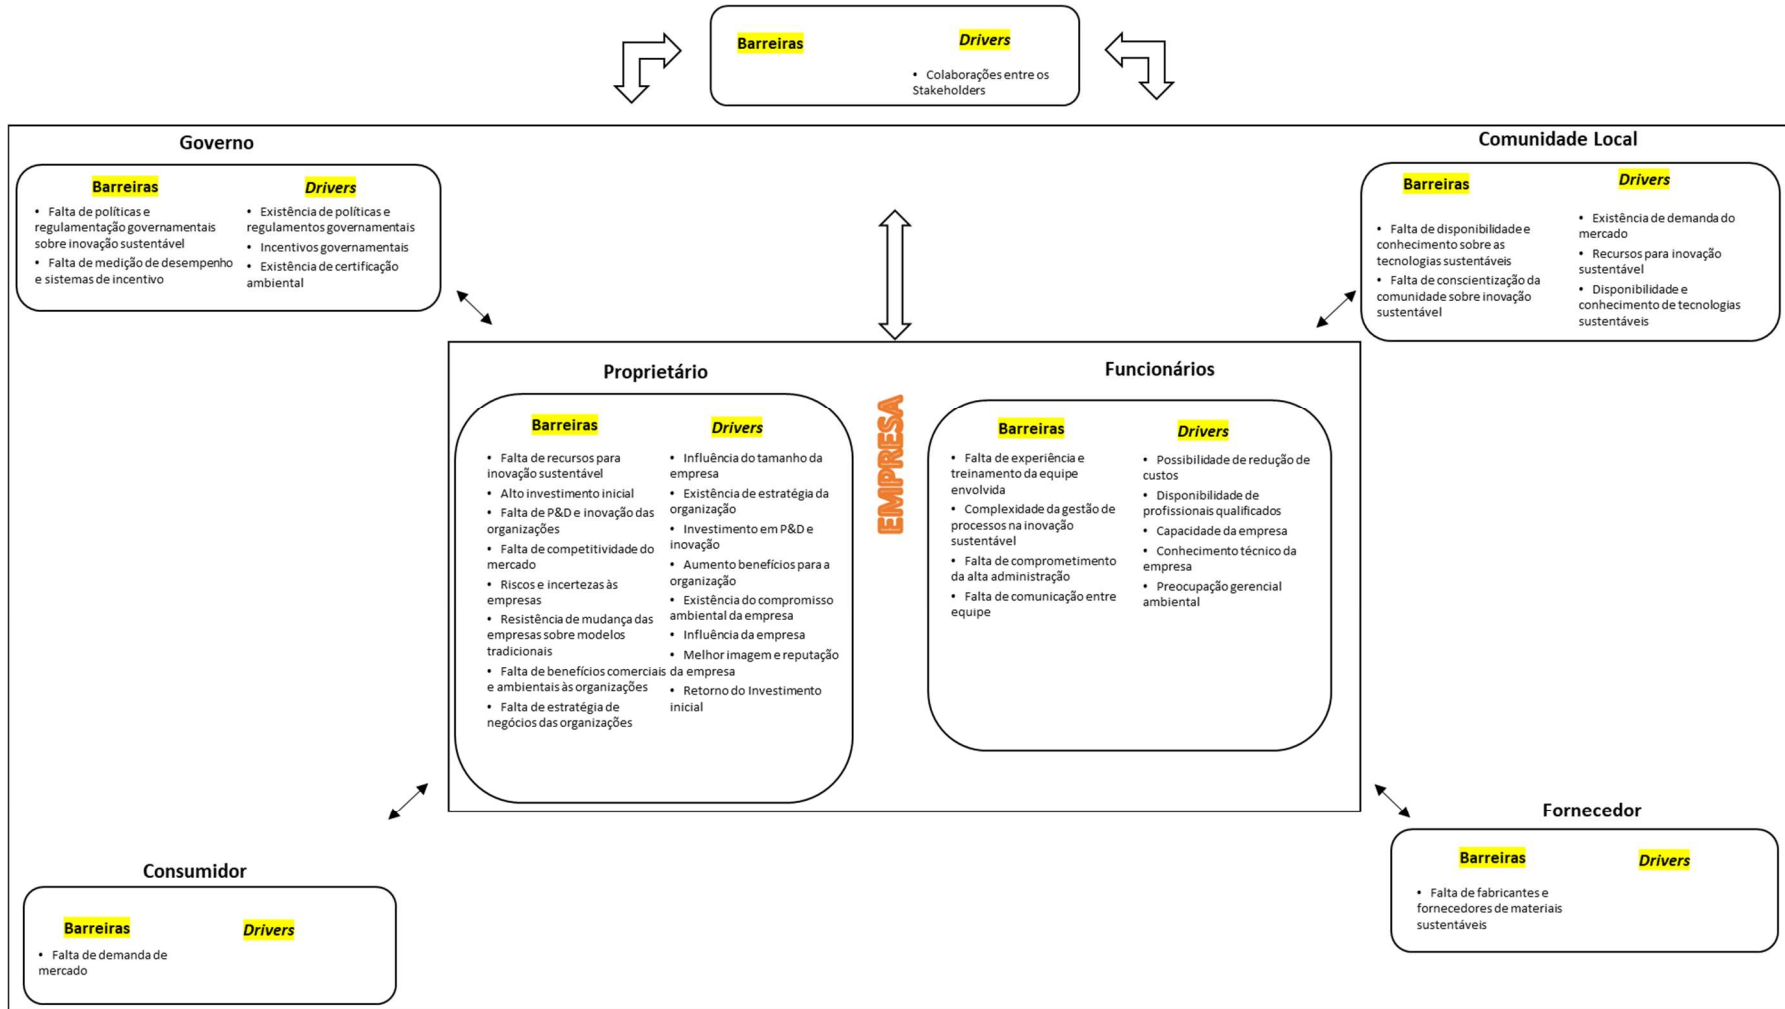 Barreiras
Drivers
• Colaborações entre os
Stakeholders
Governo
Barreiras
Drivers
• Falta de políticas e
regulamentação governamentais
sobre inovação sustentável
• Falta de medição de desempenho
e sistemas de incentivo
• Existência de políticas e
regulamentos governamentais
• Incentivos governamentais
• Existência de certificação
ambiental
Comunidade Local
Barreiras
Drivers
• Falta de disponibilidade e
conhecimento sobre as
tecnologias sustentáveis
• Falta de conscientização da
comunidade sobre inovação
sustentável
• Existência de demanda do
mercado
• Recursos para inovação
sustentável
• Disponibilidade e
conhecimento de tecnologias
sustentáveis
Proprietário
Barreiras
Drivers
• Falta de recursos para
inovação sustentável
• Alto investimento inicial
• Falta de P&D e inovação das
organizações
• Falta de competitividade do
mercado
• Riscos e incertezas às
empresas
• Resistência de mudança das
empresas sobre modelos
tradicionais
• Falta de benefícios comerciais
e ambientais às organizações
• Falta de estratégia de
negócios das organizações
• Influência do tamanho da
empresa
• Existência de estratégia da
organização
• Investimento em P&D e
inovação
• Aumento benefícios para a
organização
• Existência do compromisso
ambiental da empresa
• Influência da empresa
• Melhor imagem e reputação
da empresa
• Retorno do Investimento
inicial
EMPRESA
Funcionários
Barreiras
Drivers
• Falta de experiência e
treinamento da equipe
envolvida
• Complexidade da gestão de
processos na inovação
sustentável
• Falta de comprometimento
da alta administração
• Falta de comunicação entre
equipe
• Possibilidade de redução de
custos
• Disponibilidade de
profissionais qualificados
• Capacidade da empresa
• Conhecimento técnico da
empresa
• Preocupação gerencial
ambiental
Consumidor
Barreiras
Drivers
• Falta de demanda de
mercado
Fornecedor
Barreiras
Drivers
• Falta de fabricantes e
fornecedores de materiais
sustentáveis